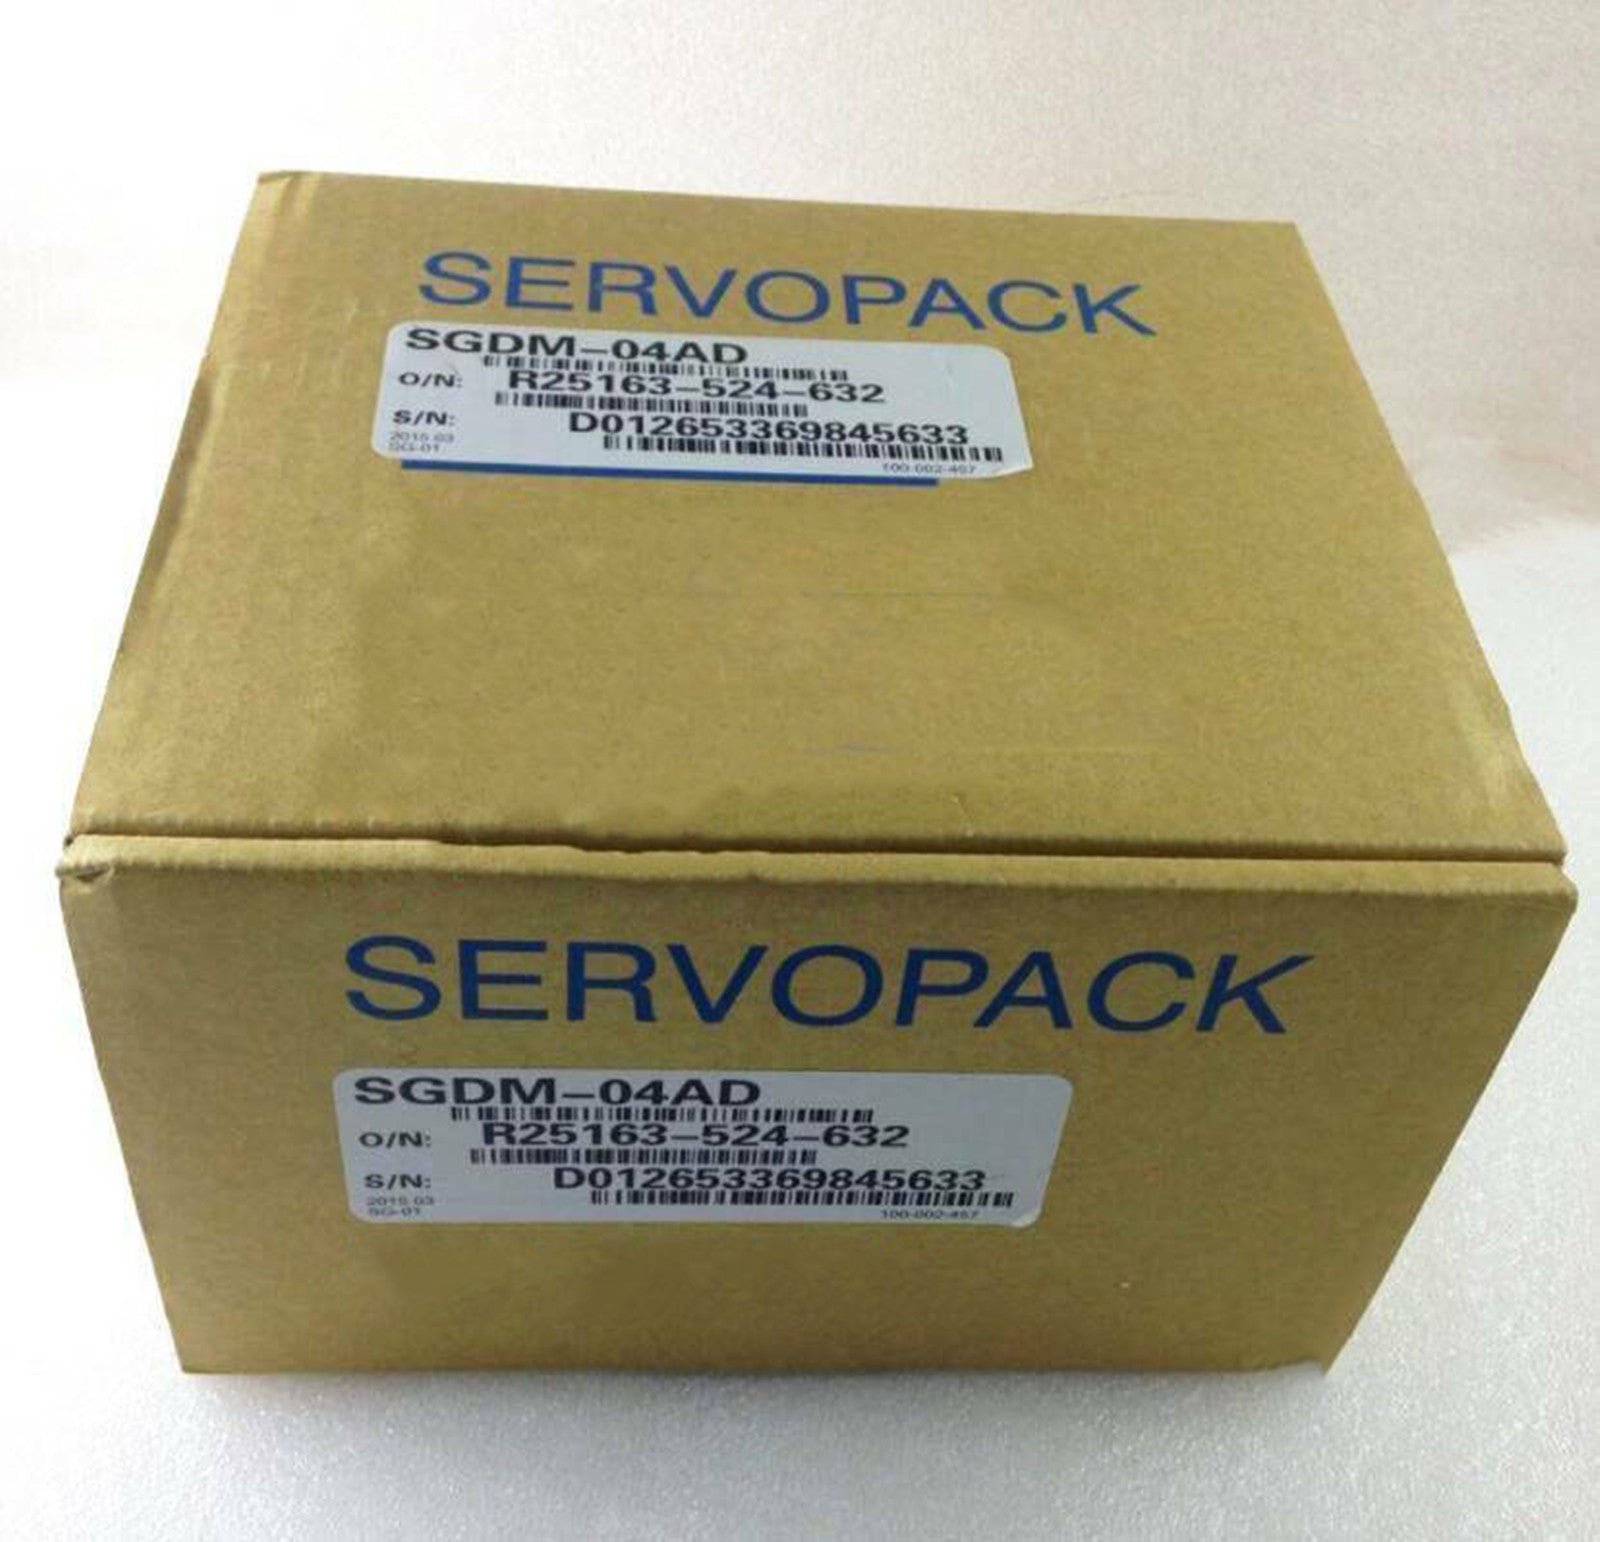 SERVOPACK
SGDM-04AD
O/N: R25163-524-632
S/N: D012653369845633
2015.03
SG-01 100-002-457
SERVOPACK
SGDM-04AD
O/N: R25163-524-632
S/N: D012653369845633
2015.03
SG-01 100-002-457